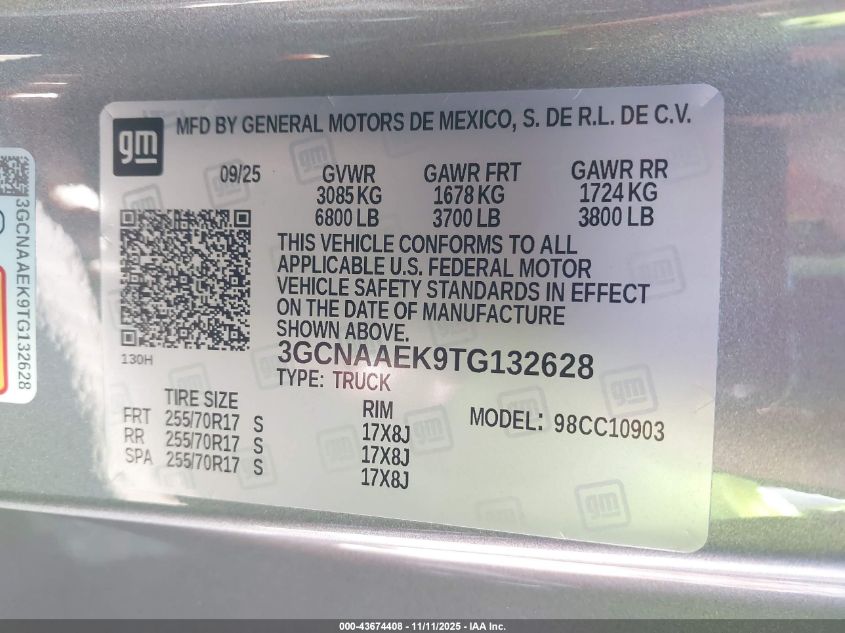 gm
MFD BY GENERAL MOTORS DE MEXICO, S. DE R.L. DE C.V.
09/25 GVWR GAWR FRT GAWR RR
3085 KG 1678 KG 1724 KG
6800 LB 3700 LB 3800 LB
THIS VEHICLE CONFORMS TO ALL
APPLICABLE U.S. FEDERAL MOTOR
VEHICLE SAFETY STANDARDS IN EFFECT
ON THE DATE OF MANUFACTURE
SHOWN ABOVE.
130H
3GCNAAEK9TG132628
TYPE: TRUCK
TIRE SIZE RIM MODEL: 98CC10903
FRT 255/70R17 S 17X8J
RR 255/70R17 S 17X8J
SPA 255/70R17 S 17X8J
3GCNAAEK9TG132628
000-43674408 - 11/11/2025 - IAA Inc.